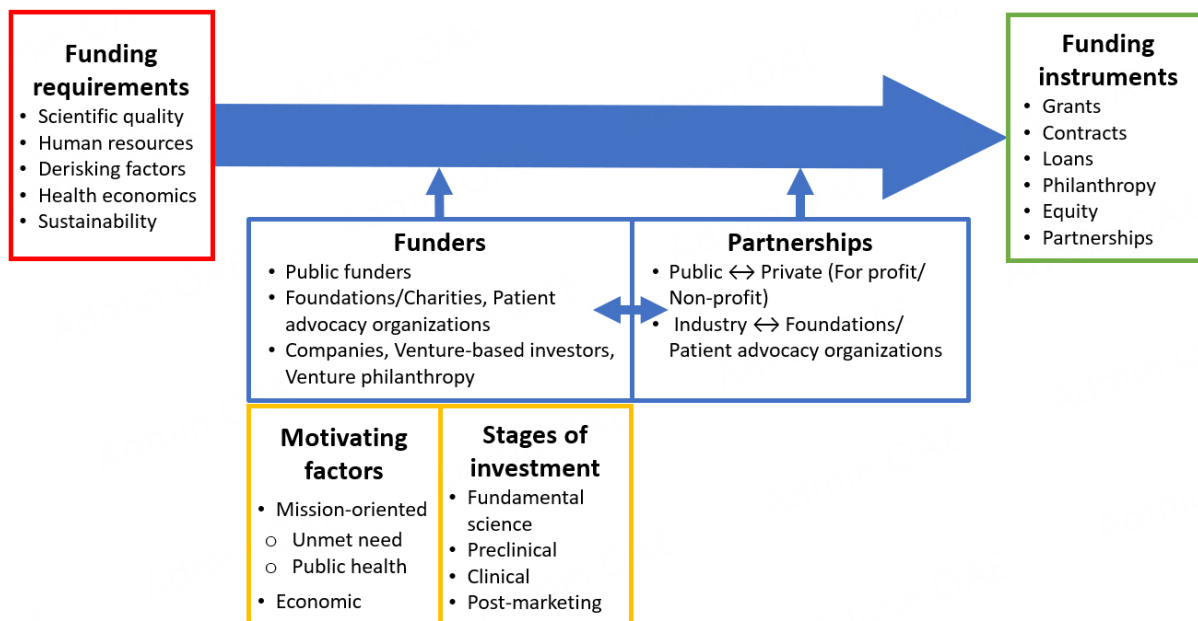 Funding
requirements
• Scientific quality
• Human resources
• Derisking factors
• Health economics
• Sustainability
Funding
instruments
• Grants
• Contracts
• Loans
• Philanthropy
• Equity
• Partnerships
Funders
• Public funders
• Foundations/Charities, Patient
advocacy organizations
• Companies, Venture-based investors,
Venture philanthropy
Partnerships
• Public ↔ Private (For profit/
Non-profit)
• Industry ↔ Foundations/
Patient advocacy organizations
Motivating
factors
• Mission-oriented
o Unmet need
o Public health
• Economic
Stages of
investment
• Fundamental
science
• Preclinical
• Clinical
• Post-marketing